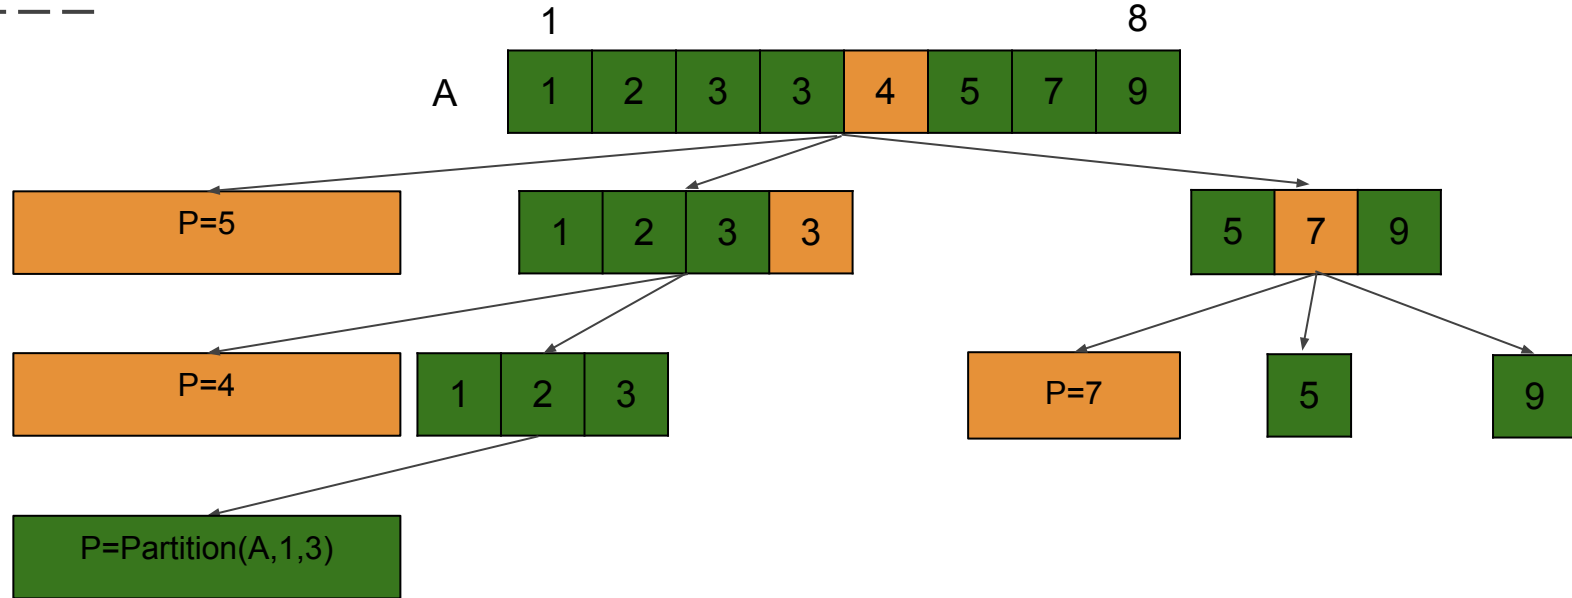 1 8
A 1 2 3 3 4 5 7 9
P=5 1 2 3 3 5 7 9
P=4 1 2 3 P=7 5 9
P=Partition(A,1,3)